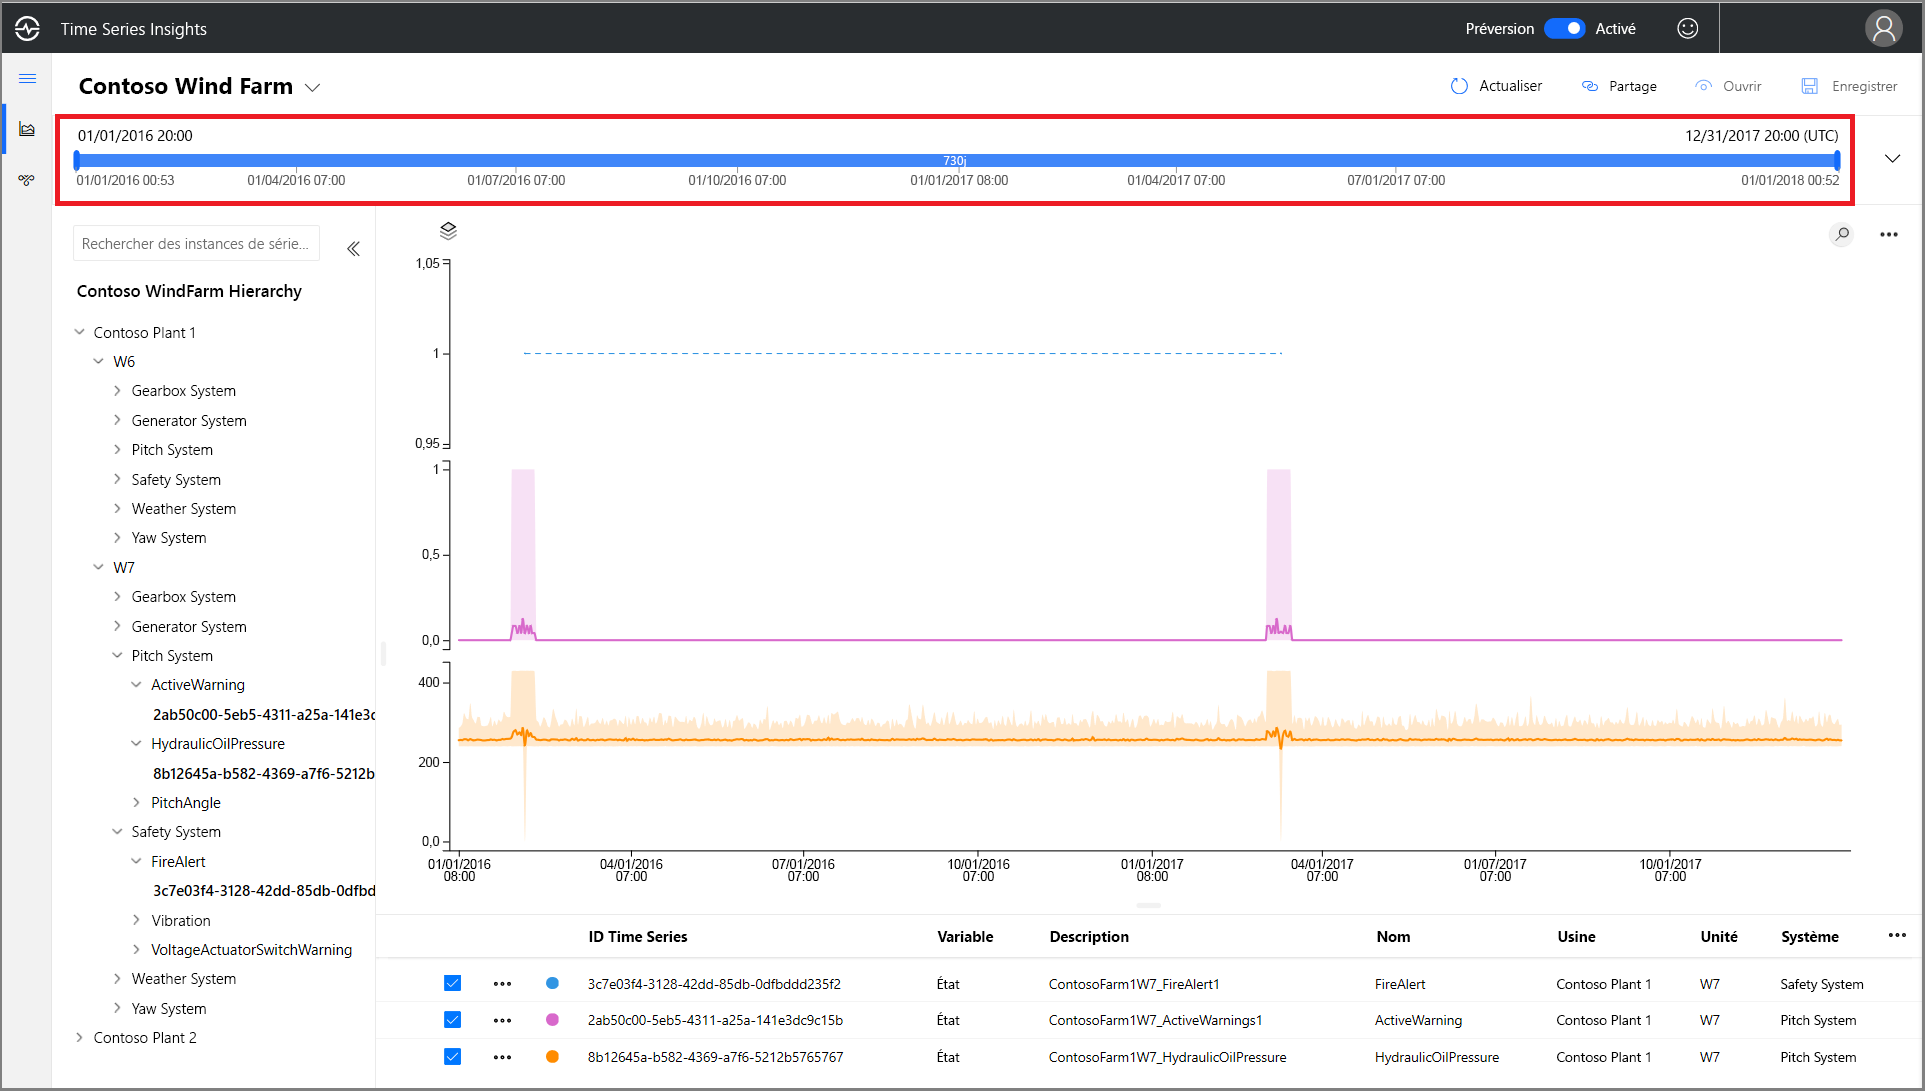 Time Series Insights
Préversion Activé
Contoso Wind Farm
Actualiser Partage Ouvrir Enregistrer
01/01/2016 20:00 12/31/2017 20:00 (UTC)
730j
01/01/2016 00:53 01/04/2016 07:00 01/07/2016 07:00 01/10/2016 07:00 01/01/2017 08:00 01/04/2017 07:00 07/01/2017 07:00 01/01/2018 00:52
Rechercher des instances de série...
Contoso WindFarm Hierarchy
Contoso Plant 1
W6
Gearbox System
Generator System
Pitch System
Safety System
Weather System
Yaw System
W7
Gearbox System
Generator System
Pitch System
ActiveWarning
2ab50c00-5eb5-4311-a25a-141e3c
HydraulicOilPressure
8b12645a-b582-4369-a7f6-5212b
PitchAngle
Safety System
FireAlert
3c7e03f4-3128-42dd-85db-0dfbd
Vibration
VoltageActuatorSwitchWarning
Weather System
Yaw System
Contoso Plant 2
1,05
1
0,95
1
0,5
0,0
400
200
0,0
01/01/2016 04/01/2016 07/01/2016 10/01/2016 01/01/2017 04/01/2017 01/07/2017 10/01/2017
08:00 07:00 07:00 07:00 08:00 07:00 07:00 07:00
ID Time Series Variable Description Nom Usine Unité Système
3c7e03f4-3128-42dd-85db-0dfbddd235f2 État ContosoFarm1W7_FireAlert1 FireAlert Contoso Plant 1 W7 Safety System
2ab50c00-5eb5-4311-a25a-141e3dc9c15b État ContosoFarm1W7_ActiveWarnings1 ActiveWarning Contoso Plant 1 W7 Pitch System
8b12645a-b582-4369-a7f6-5212b5765767 État ContosoFarm1W7_HydraulicOilPressure HydraulicOilPressure Contoso Plant 1 W7 Pitch System